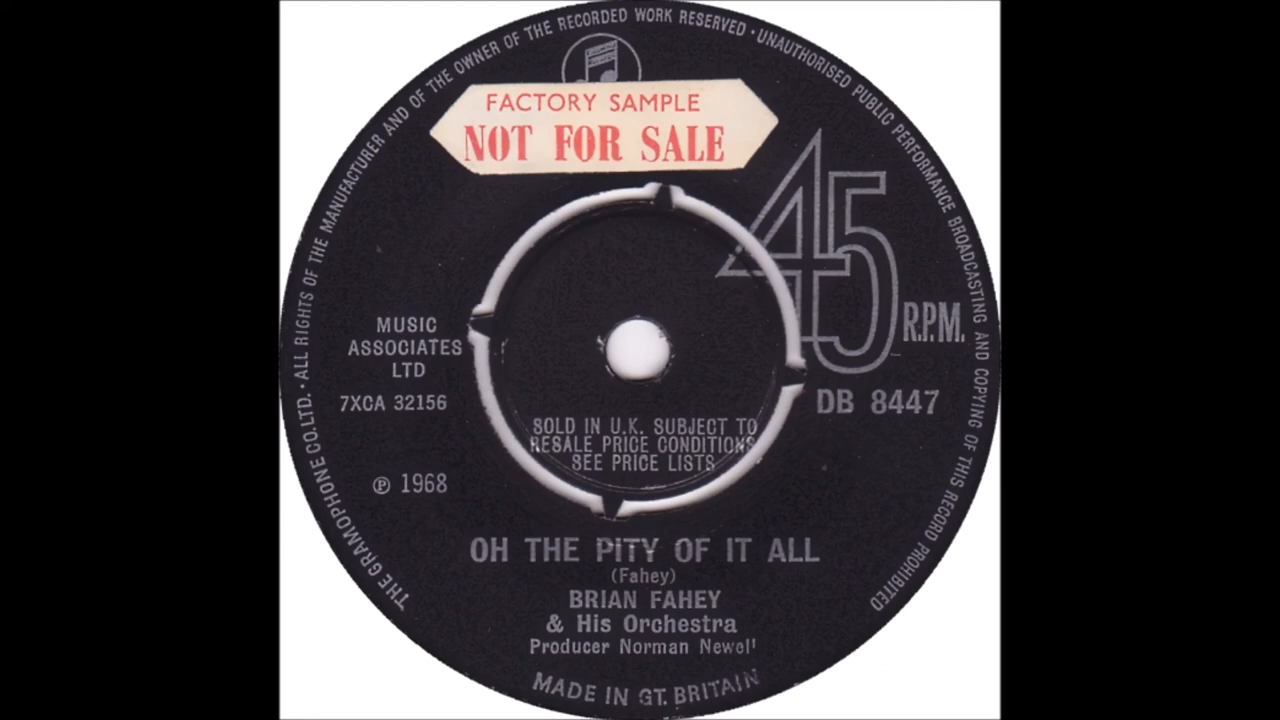 THE GRAMOPHONE CO. LTD. · ALL RIGHTS OF THE MANUFACTURER AND OF THE OWNER OF THE RECORDED WORK RESERVED · UNAUTHORISED PUBLIC PERFORMANCE BROADCASTING AND COPYING OF THIS RECORD PROHIBITED
FACTORY SAMPLE
NOT FOR SALE
45
R.P.M.
MUSIC
ASSOCIATES
LTD
7XCA 32156
DB 8447
SOLD IN U.K. SUBJECT TO
RESALE PRICE CONDITIONS
SEE PRICE LISTS
℗ 1968
OH THE PITY OF IT ALL
(Fahey)
BRIAN FAHEY
& His Orchestra
Producer Norman Newell
MADE IN GT. BRITAIN